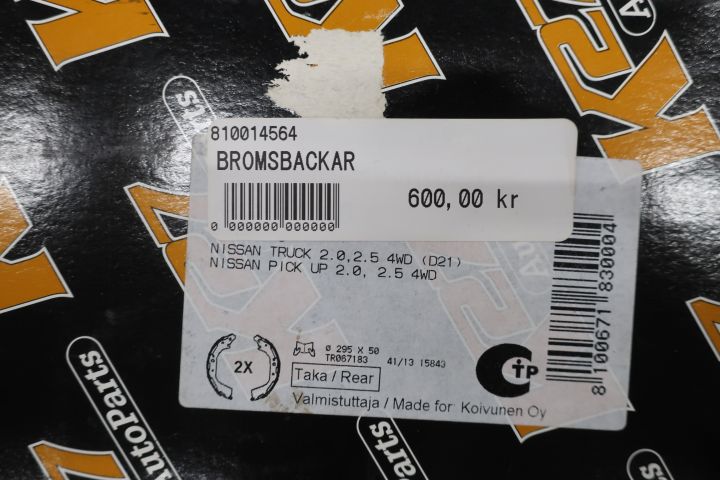 810014564
BROMSBACKAR
600,00 kr
0 000000 000000
NISSAN TRUCK 2.0,2.5 4WD (D21)
NISSAN PICK UP 2.0, 2.5 4WD
2X
ø 295 X 50
TR067183
41/13 15843
Taka / Rear
Valmistuttaja / Made for: Koivunen Oy
CTP
8 100671 830004
AutoParts
AutoParts